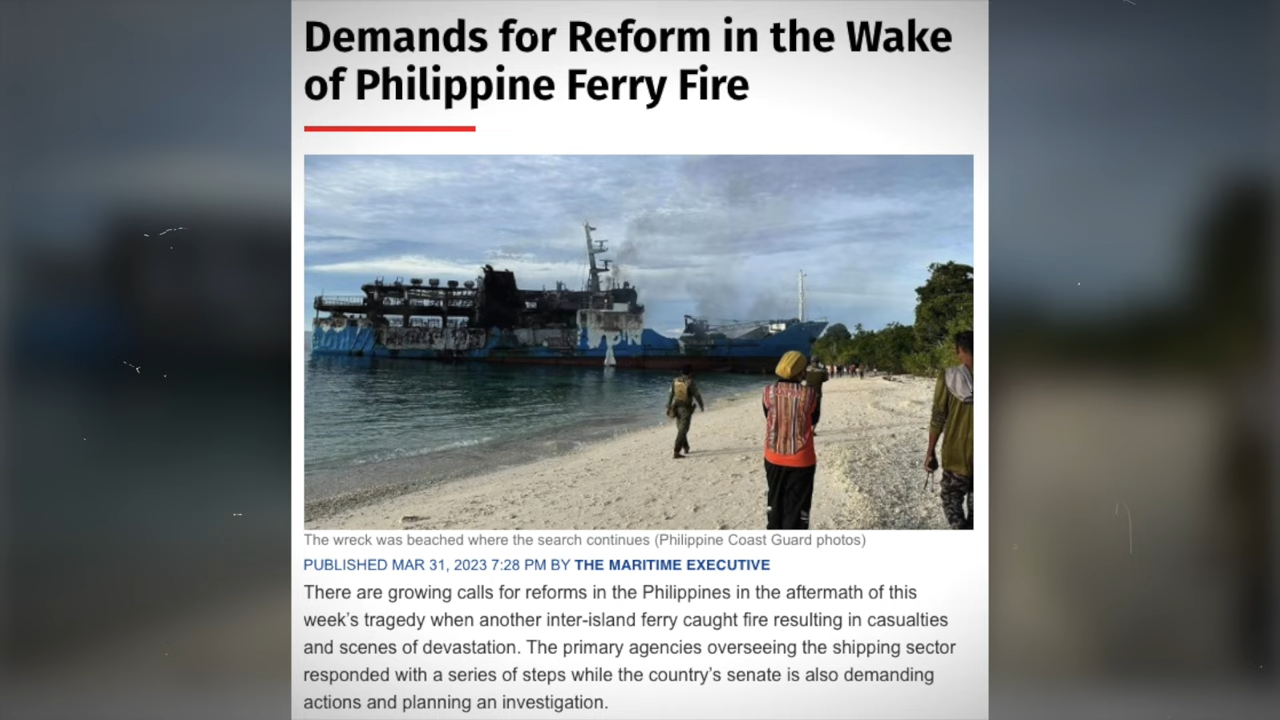 Demands for Reform in the Wake
of Philippine Ferry Fire
The wreck was beached where the search continues (Philippine Coast Guard photos)
PUBLISHED MAR 31, 2023 7:28 PM BY THE MARITIME EXECUTIVE
There are growing calls for reforms in the Philippines in the aftermath of this
week's tragedy when another inter-island ferry caught fire resulting in casualties
and scenes of devastation. The primary agencies overseeing the shipping sector
responded with a series of steps while the country's senate is also demanding
actions and planning an investigation.